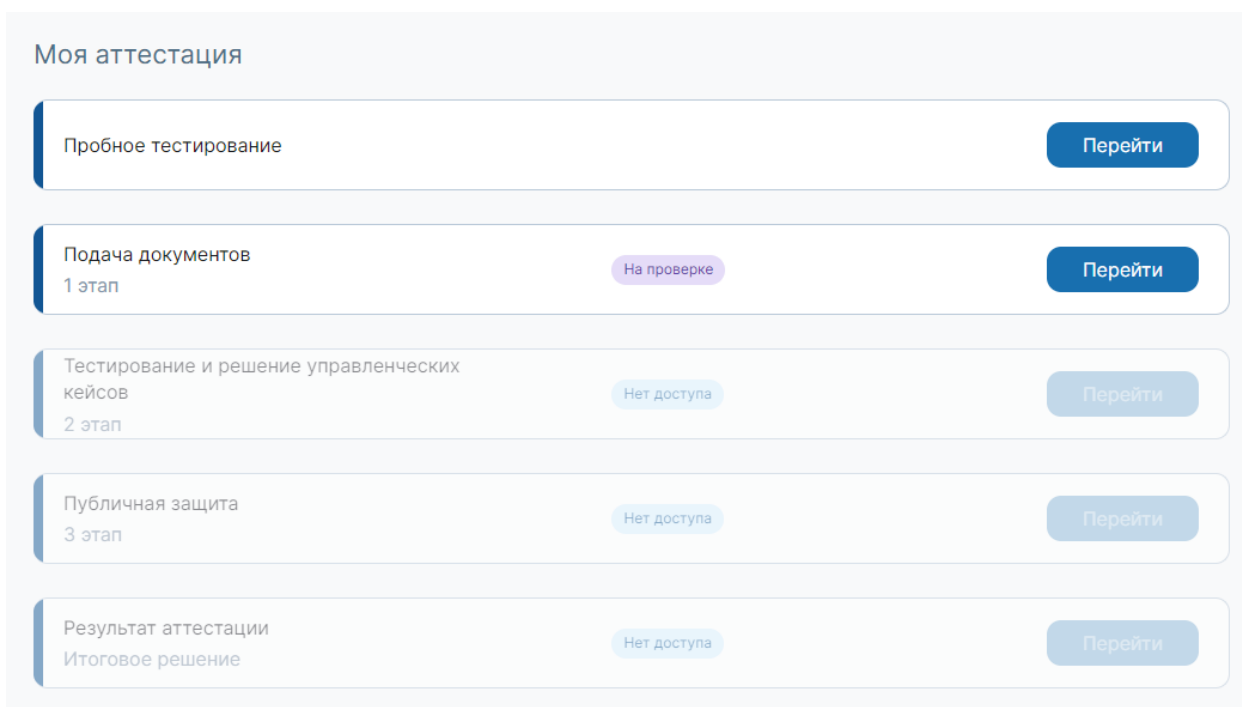 Моя аттестация
Пробное тестирование
Перейти
Подача документов
1 этап
На проверке
Перейти
Тестирование и решение управленческих
кейсов
2 этап
Нет доступа
Перейти
Публичная защита
3 этап
Нет доступа
Перейти
Результат аттестации
Итоговое решение
Нет доступа
Перейти